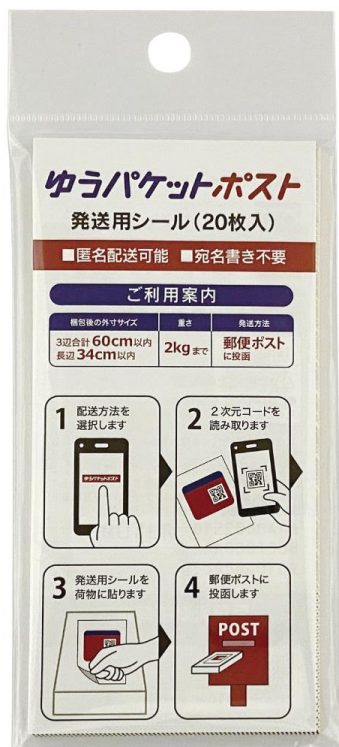 ゆうパケットポスト
発送用シール(20枚入)
■匿名配送可能 ■宛名書き不要
ご利用案内
梱包後の外寸サイズ 重さ 発送方法
3辺合計60cm以内
長辺34cm以内
2kgまで
郵便ポスト
に投函
1 配送方法を
選択します
ゆうパケットポスト
2 2次元コードを
読み取ります
3 発送用シールを
荷物に貼ります
4 郵便ポストに
投函します
POST